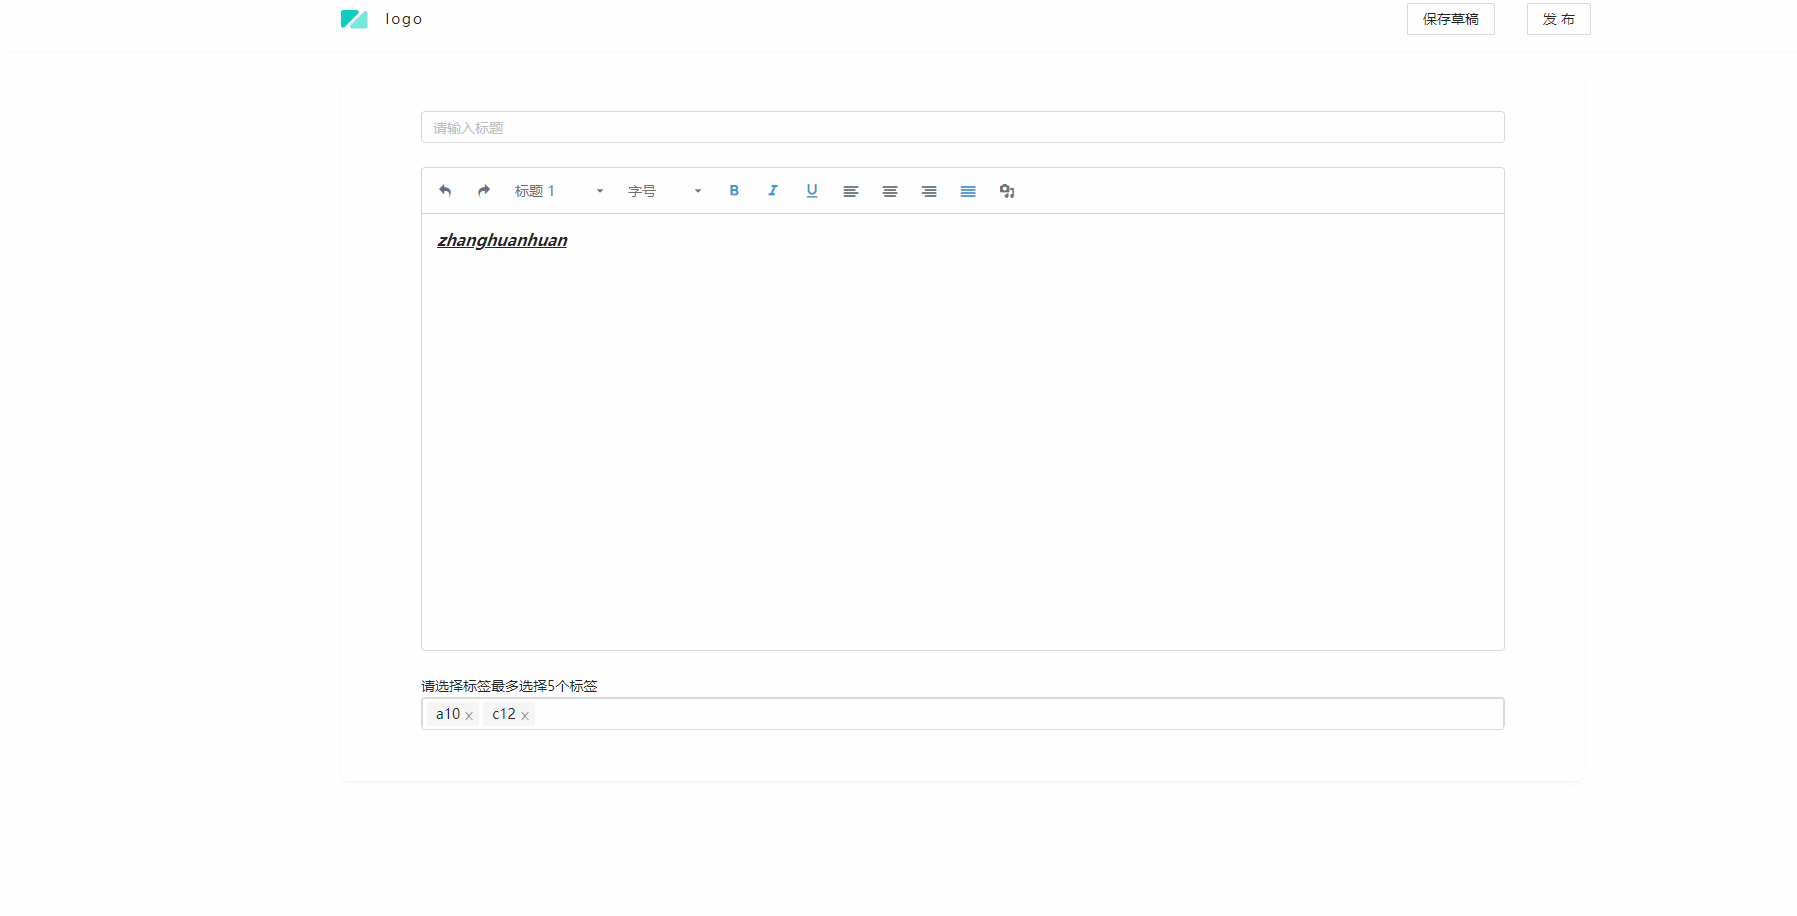 logo 保存草稿 发 布
请输入标题
标题 1 字号 B I U
zhanghuanhuan
请选择标签最多选择5个标签
a10 x c12 x